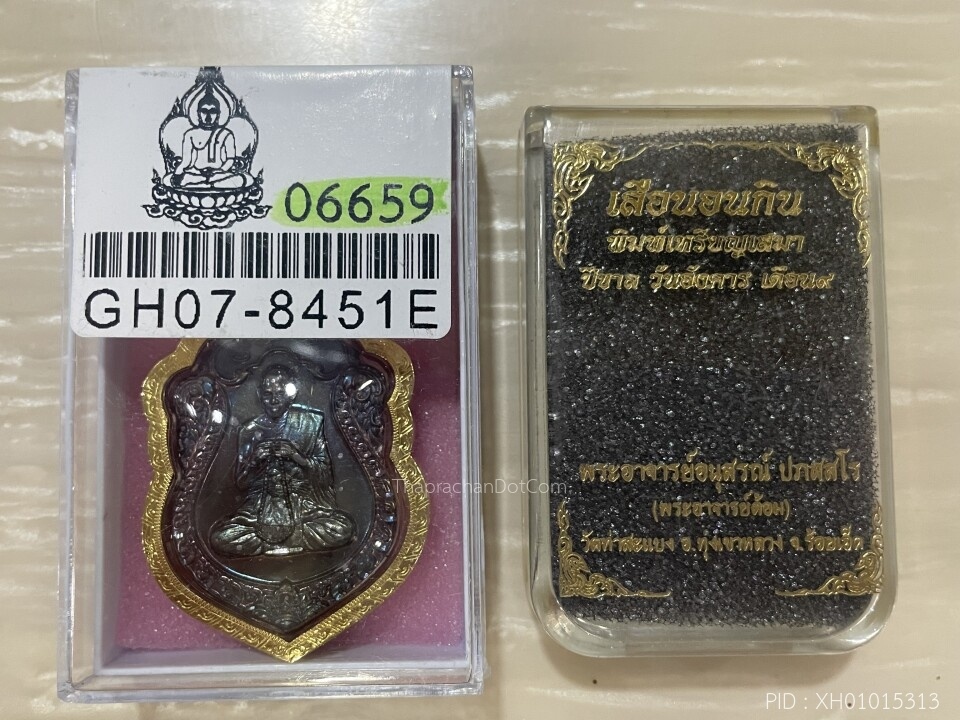 06659
GH07-8451E
เสือนอนกิน
พิมพ์เหรียญเสมา
ปีขาล วันอังคาร เดือน๙
พระอาจารย์อนุสรณ์ ปภสฺสโร
(พระอาจารย์ต้อม)
วัดท่าสะแบง อ.ทุ่งเขาหลวง จ.ร้อยเอ็ด
ThaprachanDotCom
PID : XH01015313